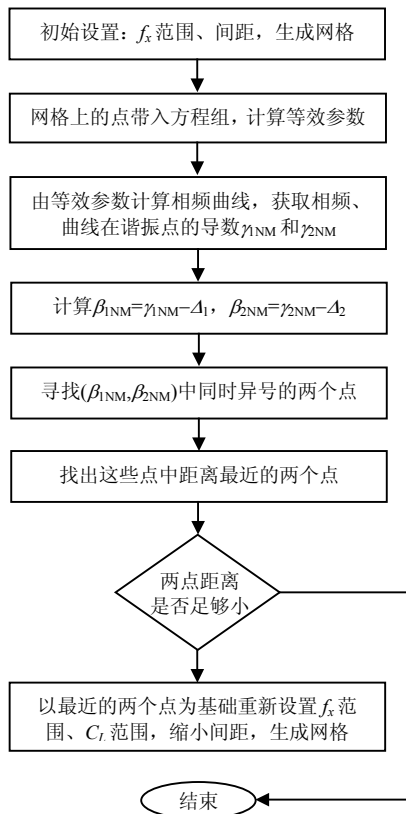 初始设置：fₓ 范围、间距，生成网格
网格上的点带入方程组，计算等效参数
由等效参数计算相频曲线，获取相频、
曲线在谐振点的导数γ1NM 和γ2NM
计算β1NM=γ1NM−Δ1，β2NM=γ2NM−Δ2
寻找(β1NM,β2NM)中同时异号的两个点
找出这些点中距离最近的两个点
两点距离
是否足够小
以最近的两个点为基础重新设置 fₓ 范
围、CL 范围，缩小间距，生成网格
结束